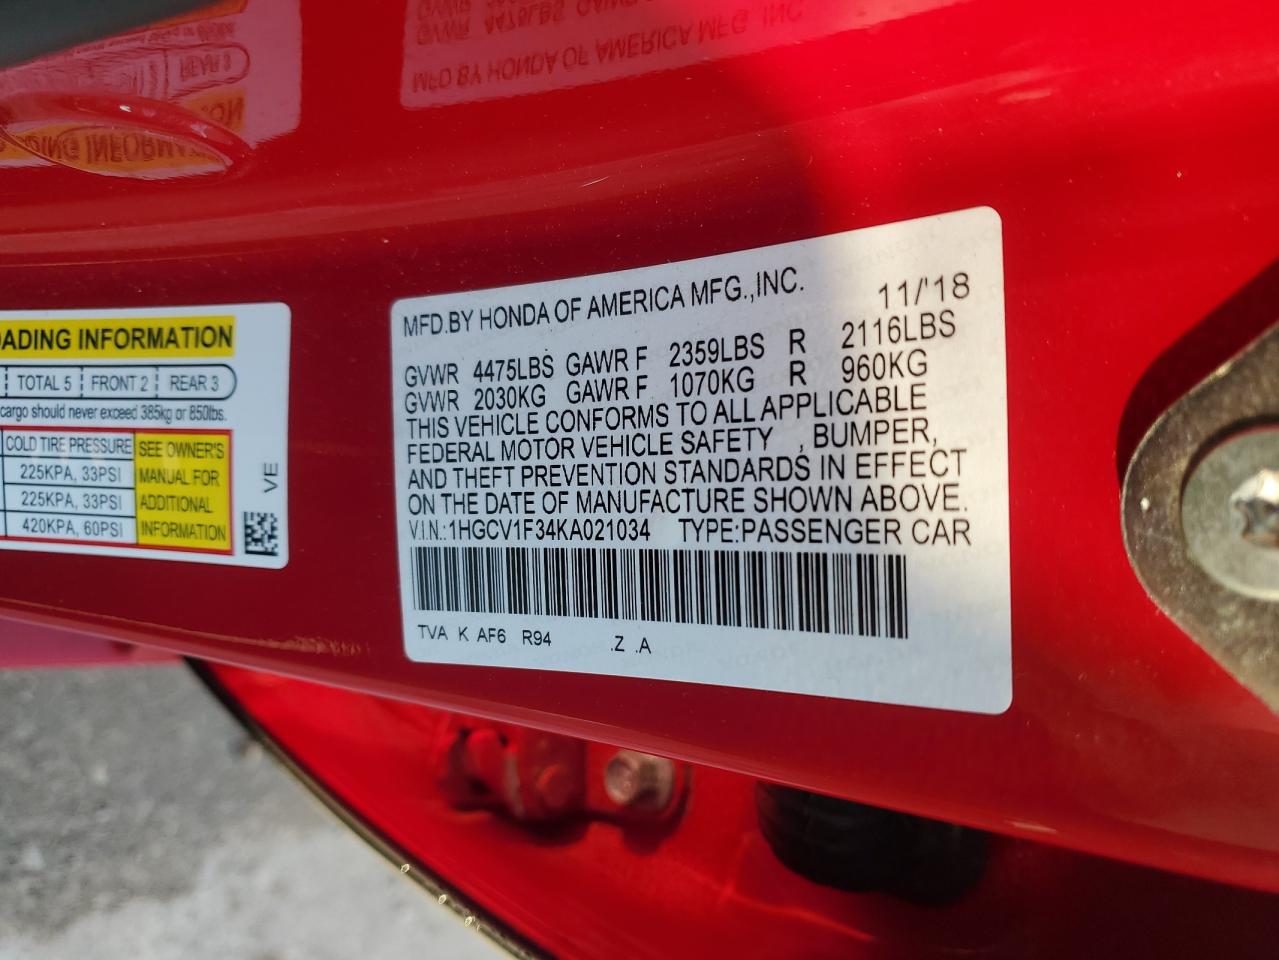 OADING INFORMATION
TOTAL 5 FRONT 2 REAR 3
cargo should never exceed 385kg or 850lbs.
COLD TIRE PRESSURE
225KPA, 33PSI
225KPA, 33PSI
420KPA, 60PSI
SEE OWNER'S
MANUAL FOR
ADDITIONAL
INFORMATION
VE
MFD.BY HONDA OF AMERICA MFG.,INC. 11/'18
GVWR 4475LBS GAWR F 2359LBS R 2116LBS
GVWR 2030KG GAWR F 1070KG R 960KG
THIS VEHICLE CONFORMS TO ALL APPLICABLE
FEDERAL MOTOR VEHICLE SAFETY , BUMPER,
AND THEFT PREVENTION STANDARDS IN EFFECT
ON THE DATE OF MANUFACTURE SHOWN ABOVE.
V.I.N.:1HGCV1F34KA021034 TYPE:PASSENGER CAR
TVA K AF6 R94 .Z .A